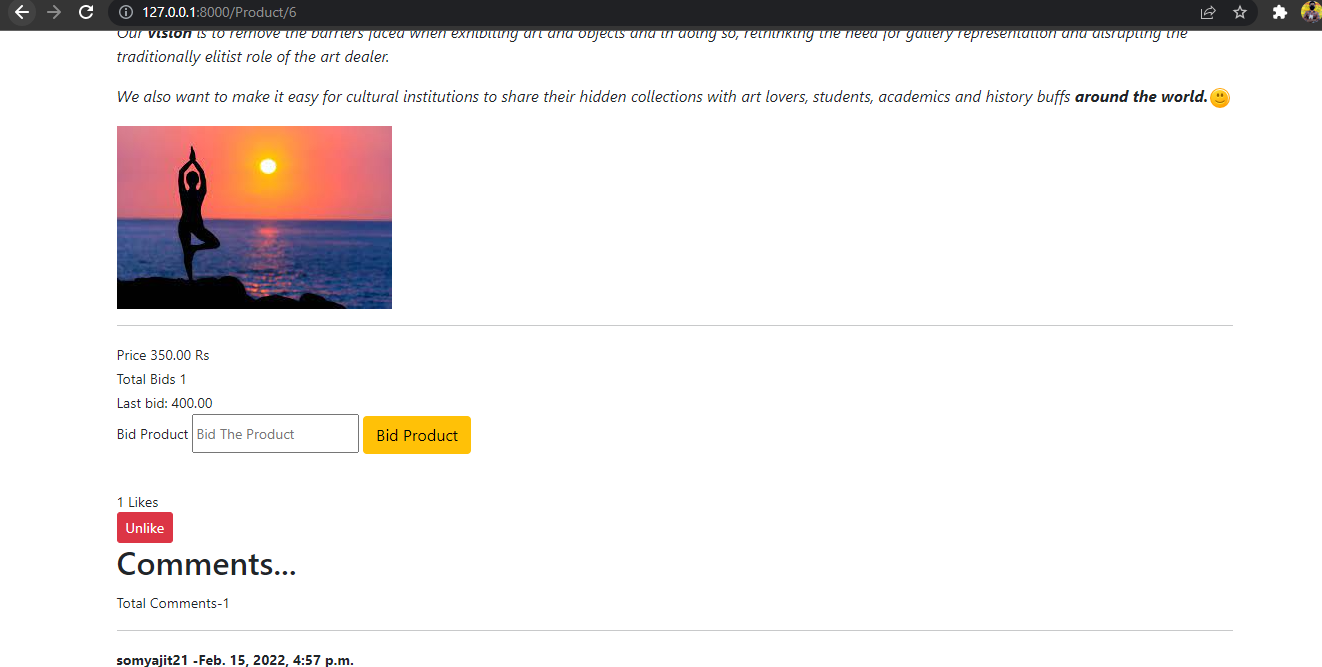 127.0.0.1:8000/Product/6
Our vision is to remove the barriers faced when exhibiting art and objects and in doing so, rethinking the need for gallery representation and disrupting the
traditionally elitist role of the art dealer.
We also want to make it easy for cultural institutions to share their hidden collections with art lovers, students, academics and history buffs around the world.🙂
Price 350.00 Rs
Total Bids 1
Last bid: 400.00
Bid Product Bid The Product Bid Product
1 Likes
Unlike
Comments...
Total Comments-1
somyajit21 -Feb. 15, 2022, 4:57 p.m.